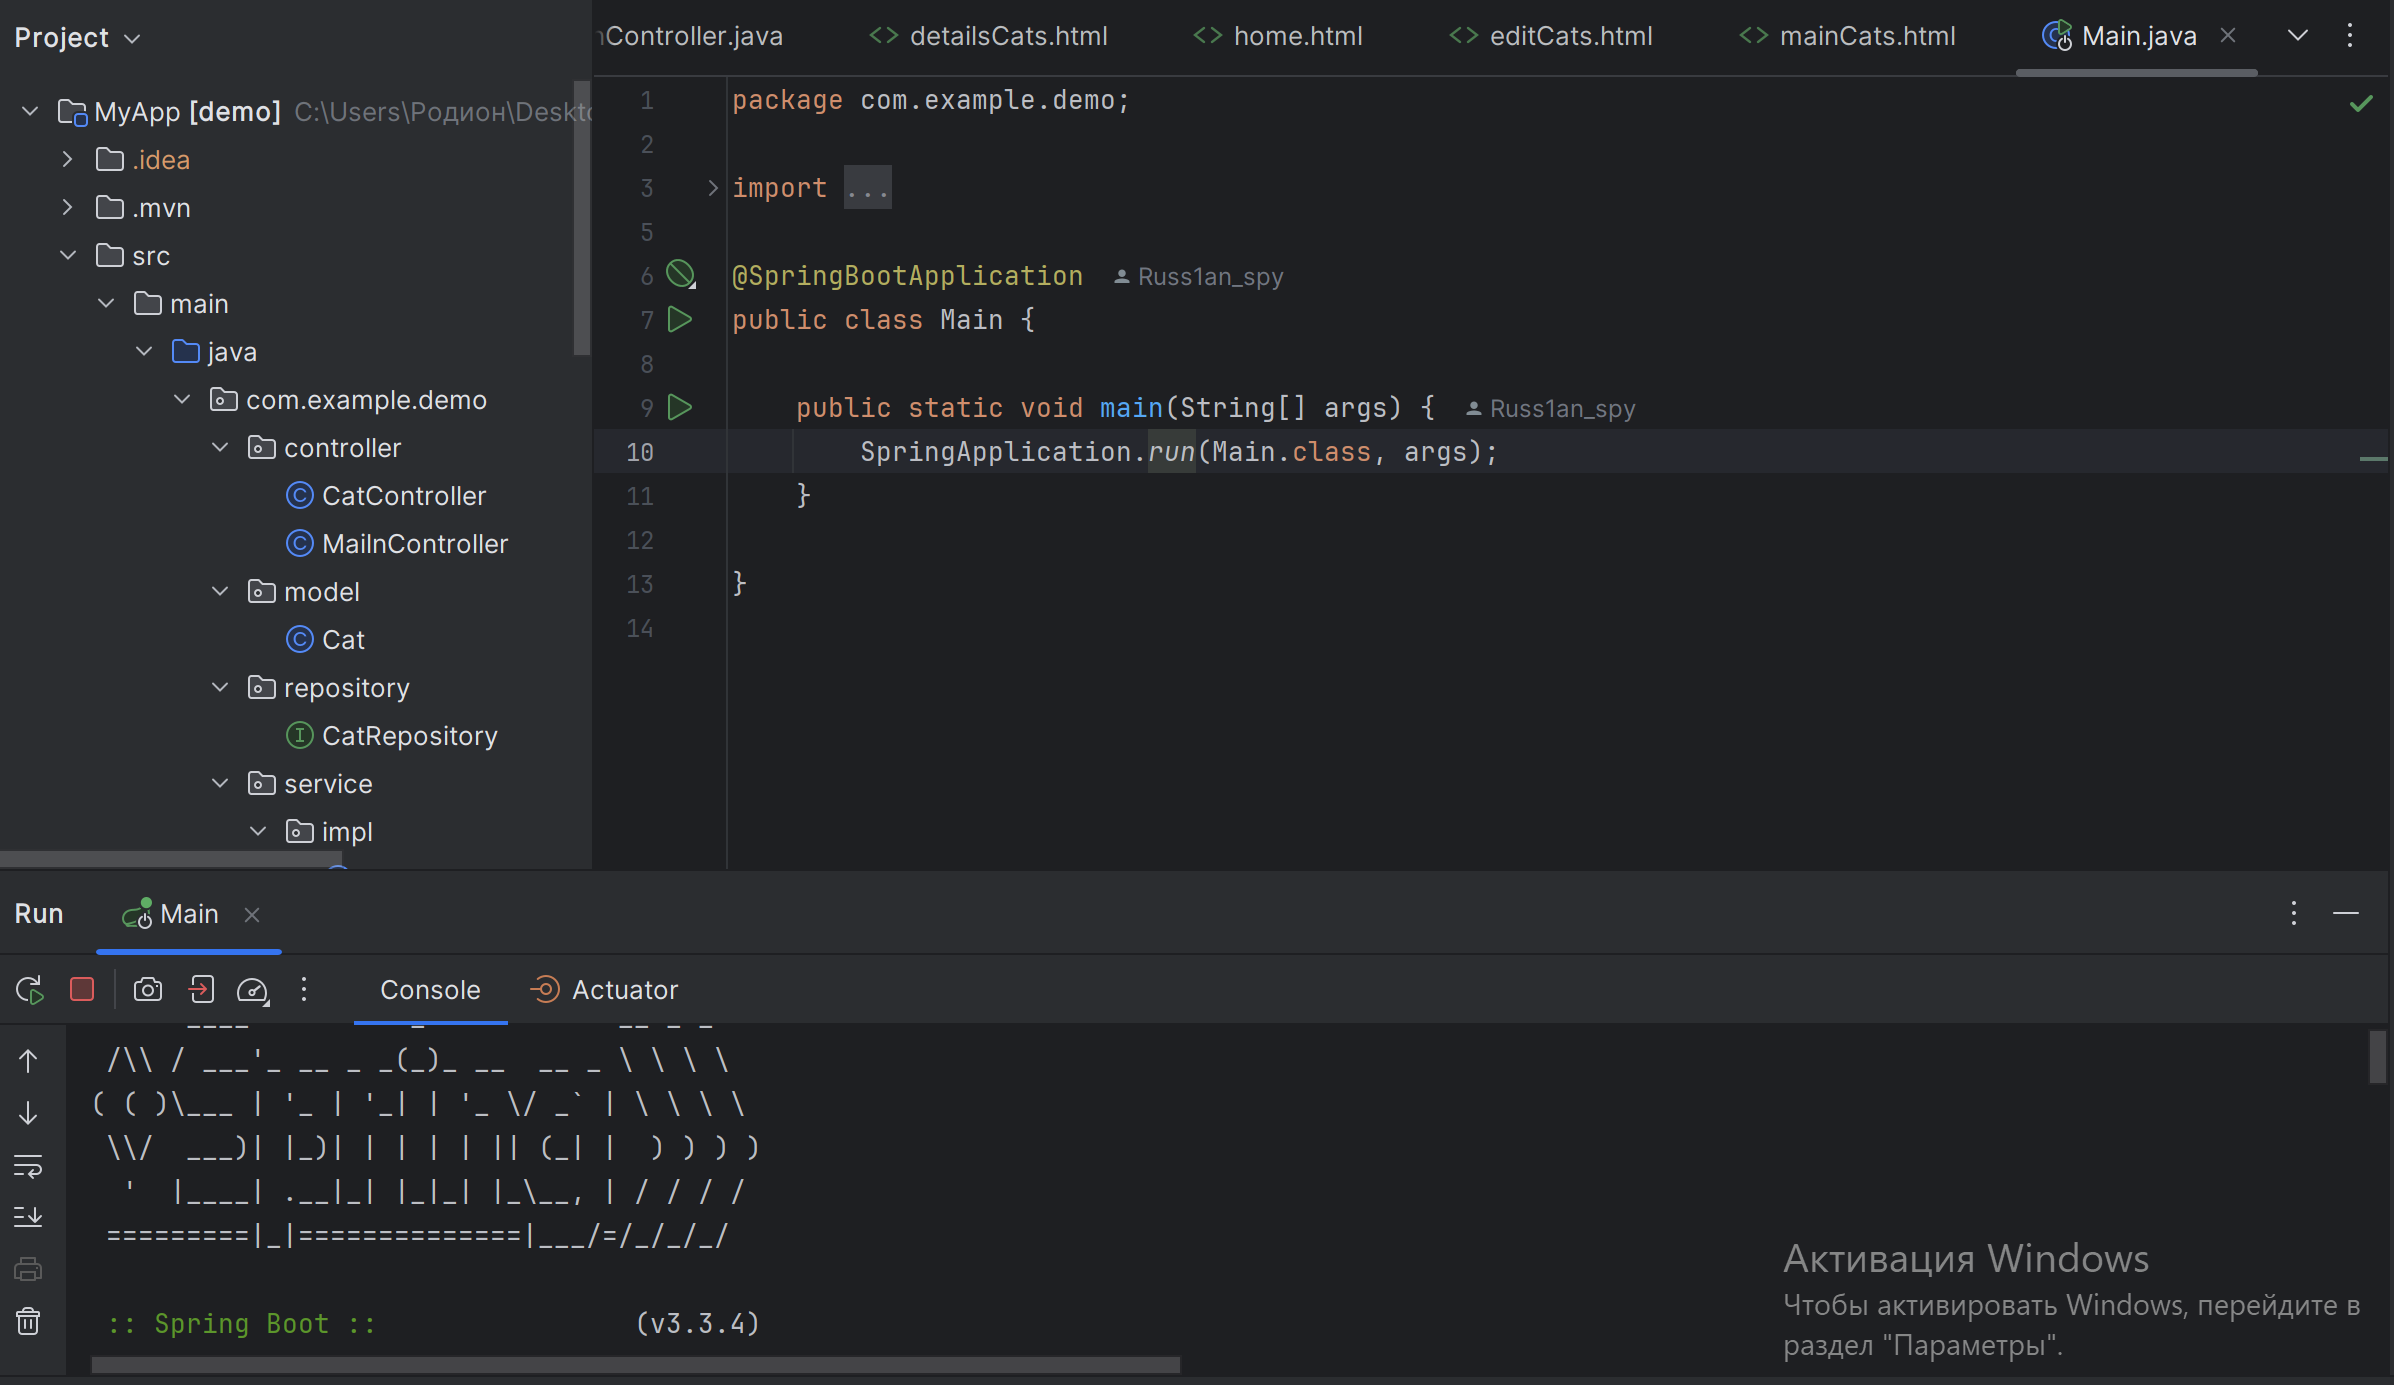 Project
MyApp [demo] C:\Users\Родион\Deskto
.idea
.mvn
src
main
java
com.example.demo
controller
CatController
MaiInController
model
Cat
repository
CatRepository
service
impl
nController.java
detailsCats.html
home.html
editCats.html
mainCats.html
Main.java
1 package com.example.demo;
2
3 import ...
5
6 @SpringBootApplication Russ1an_spy
7 public class Main {
8
9 public static void main(String[] args) { Russ1an_spy
10 SpringApplication.run(Main.class, args);
11 }
12
13 }
14
Run
Main
Console
Actuator
/\\ / ___'_ __ _ _(_)_ __  __ _ \ \ \ \
( ( )\___ | '_ | '_| | '_ \/ _` | \ \ \ \
\\/  ___)| |_)| | | | | || (_| |  ) ) ) )
'  |____| .__|_| |_|_| |_\__, | / / / /
=========|_|==============|___/=/_/_/_/
:: Spring Boot :: (v3.3.4)
Активация Windows
Чтобы активировать Windows, перейдите в
раздел "Параметры".